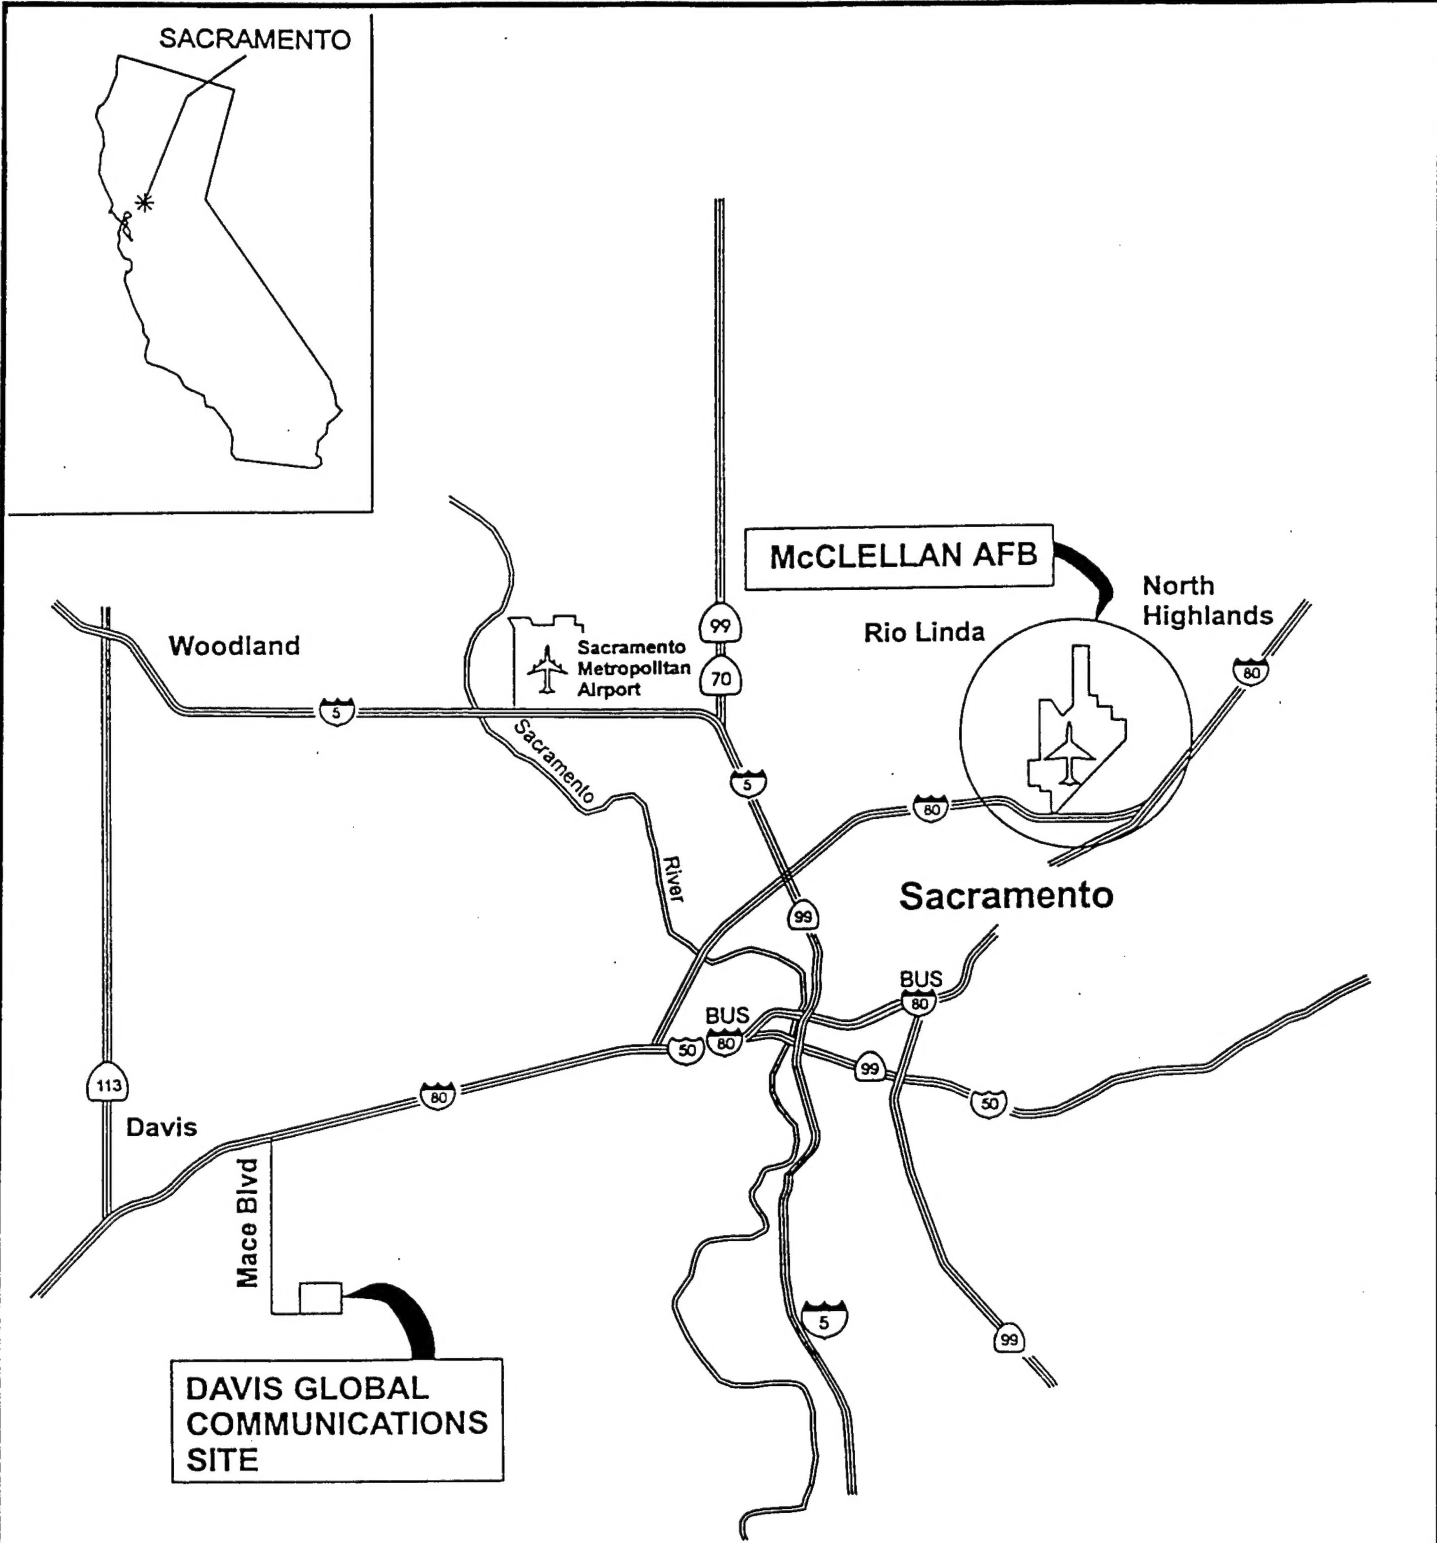 SACRAMENTO
McCLELLAN AFB
North
Highlands
Rio Linda
99
Woodland
Sacramento
Metropolitan
Airport
70
80
5
Sacramento
5
80
River
Sacramento
99
BUS
80
BUS
80
50
99
50
113
80
Davis
Mace Blvd
5
99
DAVIS GLOBAL
COMMUNICATIONS
SITE